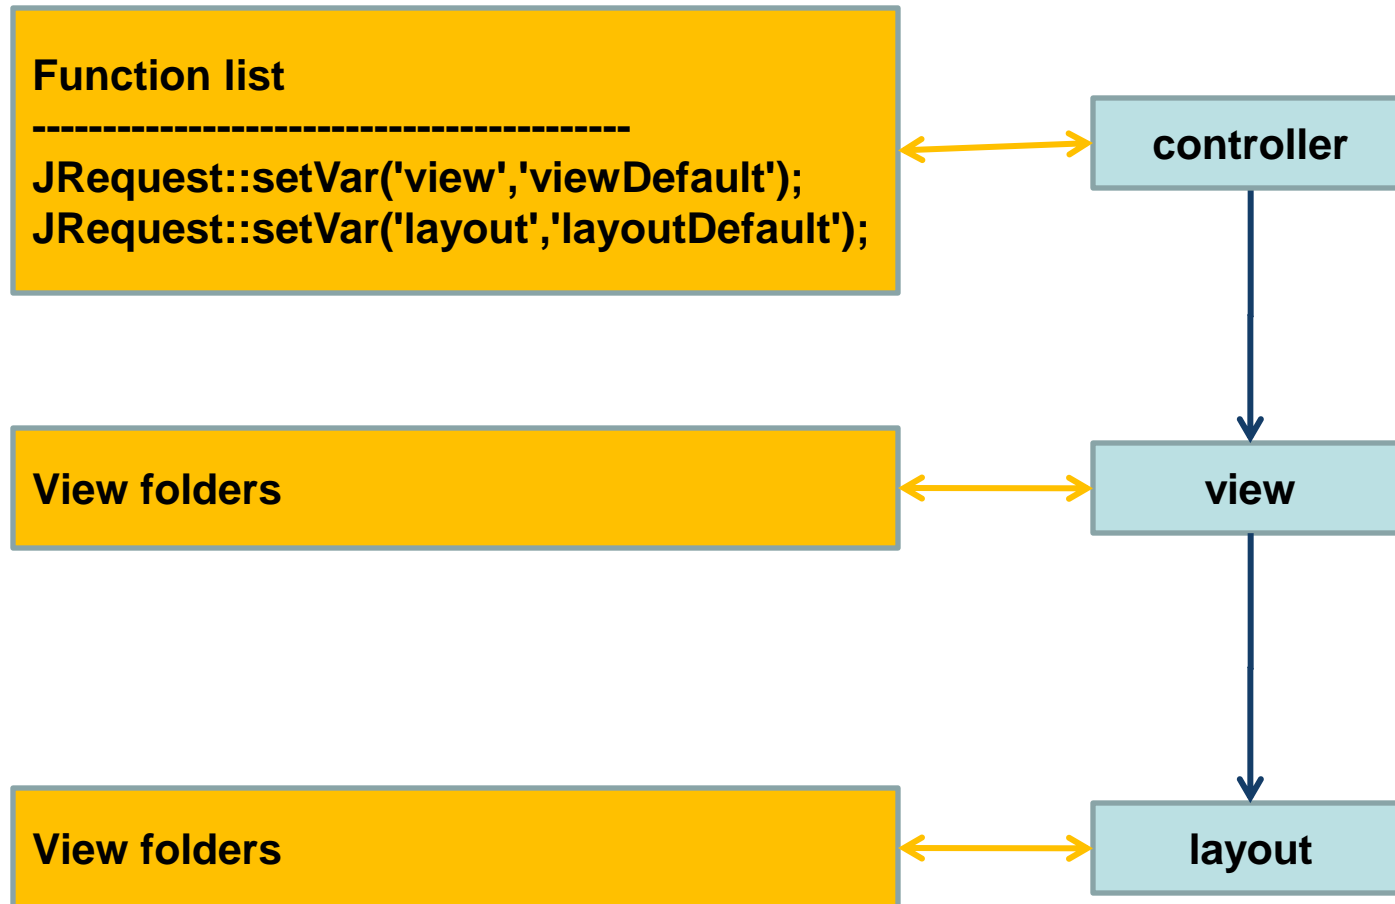 Function list
------------------------------------------
JRequest::setVar('view','viewDefault');
JRequest::setVar('layout','layoutDefault');
controller
View folders
view
View folders
layout